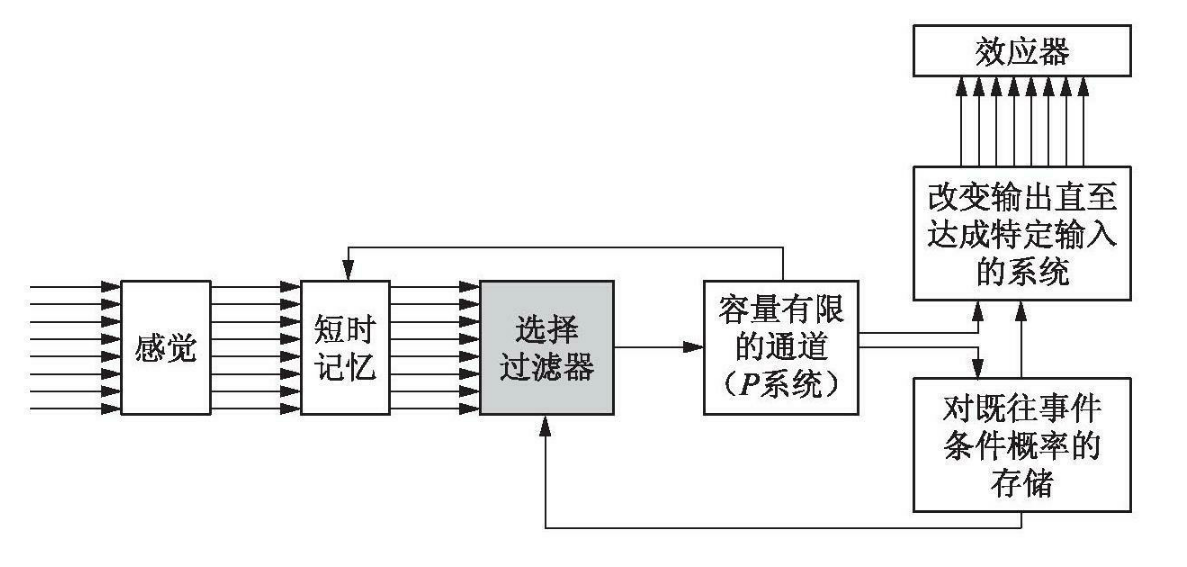 效应器
改变输出直至
达成特定输入
的系统
感觉
短时
记忆
选择
过滤器
容量有限
的通道
（P系统）
对既往事件
条件概率的
存储